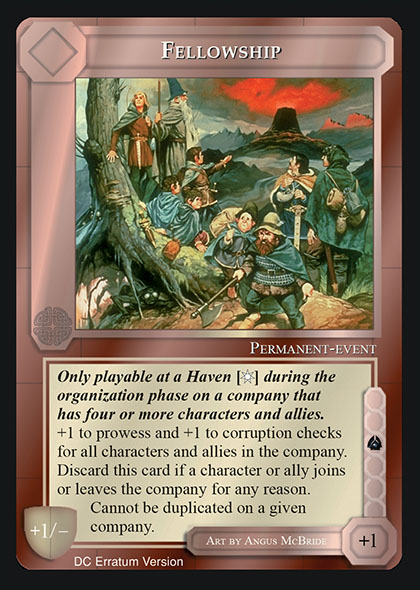 FELLOWSHIP
PERMANENT-EVENT
Only playable at a Haven [☆] during the
organization phase on a company that
has four or more characters and allies.
+1 to prowess and +1 to corruption checks
for all characters and allies in the company.
Discard this card if a character or ally joins
or leaves the company for any reason.
Cannot be duplicated on a given
company.
+1/–
ART BY ANGUS MCBRIDE
+1
DC Erratum Version